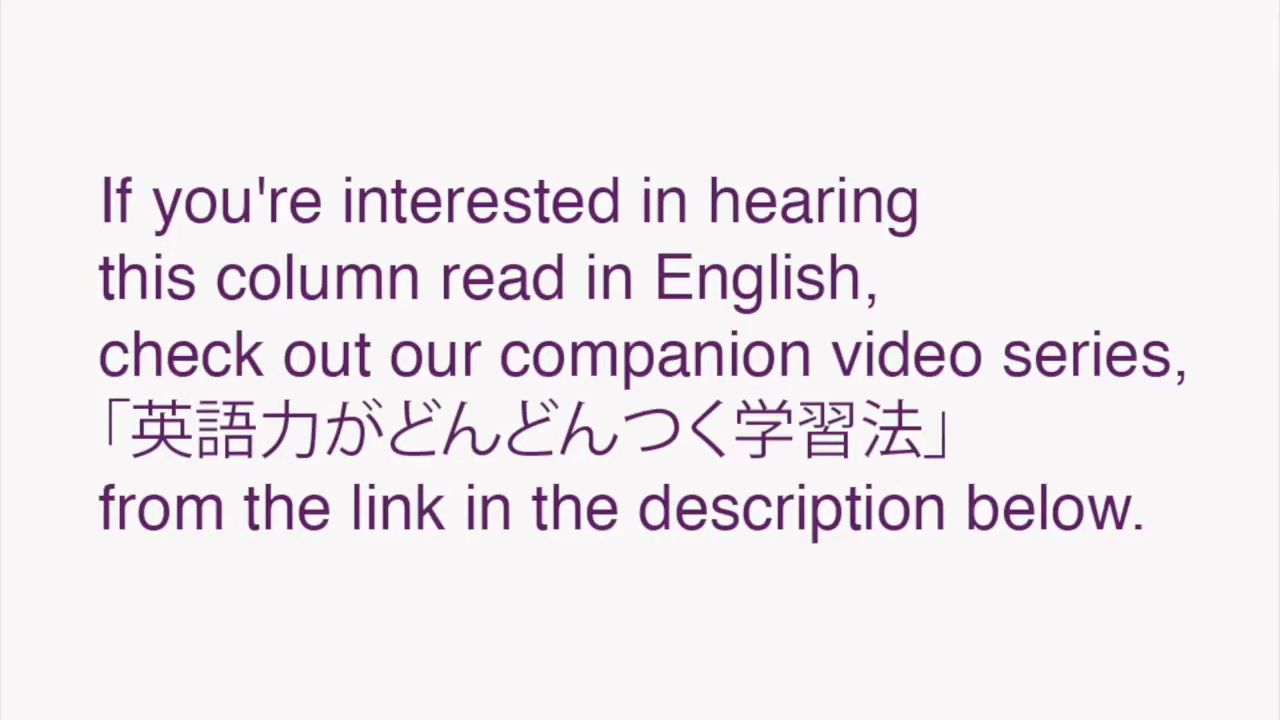 If you're interested in hearing
this column read in English,
check out our companion video series,
「英語力がどんどんつく学習法」
from the link in the description below.